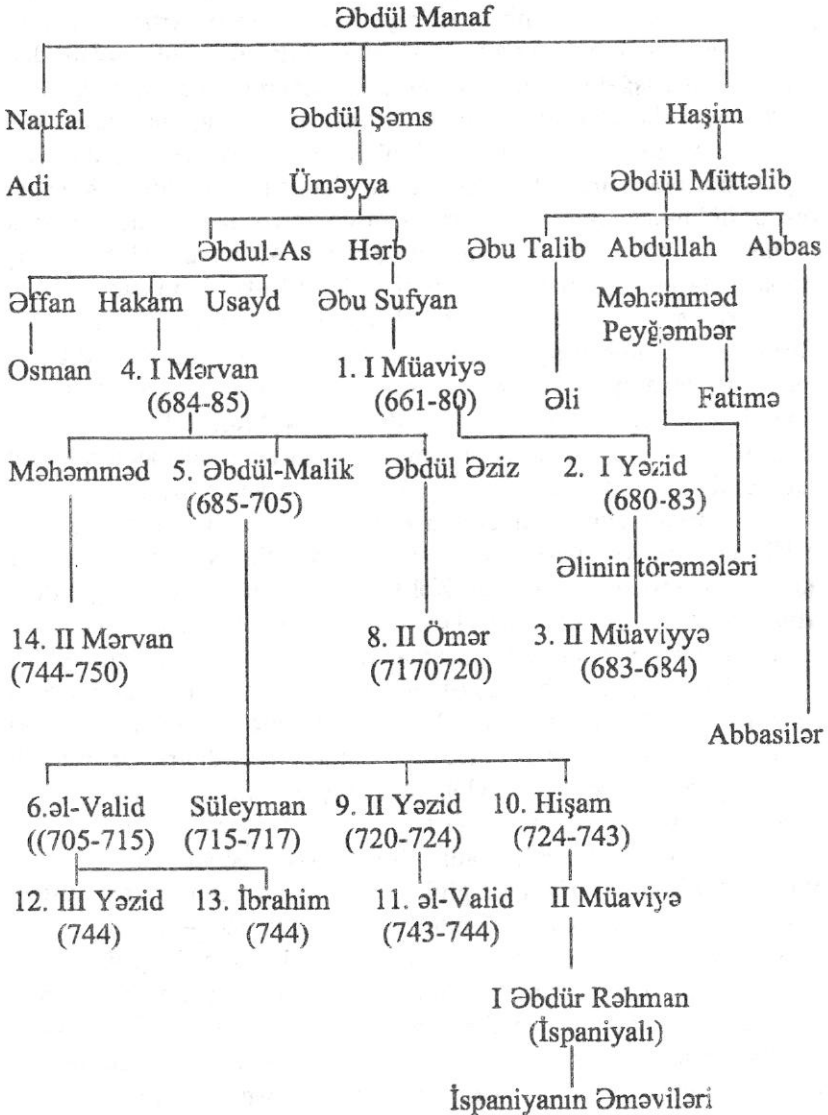 Əbdül Manaf
Naufal Əbdül Şəms Haşim
Adi Üməyya Əbdül Müttəlib
Əbdul-As Hərb Əbu Talib Abdullah Abbas
Əffan Hakam Usayd Əbu Sufyan Məhəmməd
Peyğəmbər
Osman 4. I Mərvan 1. I Müaviyə
(684-85) (661-80) Əli Fatimə
Məhəmməd 5. Əbdül-Malik Əbdül Əziz 2. I Yəzid
(685-705) (680-83)
Əlinin törəmələri
14. II Mərvan 8. II Ömər 3. II Müaviyyə
(744-750) (7170720) (683-684)
Abbasilər
6.əl-Valid Süleyman 9. II Yəzid 10. Hişam
((705-715) (715-717) (720-724) (724-743)
12. III Yəzid 13. İbrahim 11. əl-Valid II Müaviyə
(744) (744) (743-744)
I Əbdür Rəhman
(İspaniyalı)
İspaniyanın Əməviləri